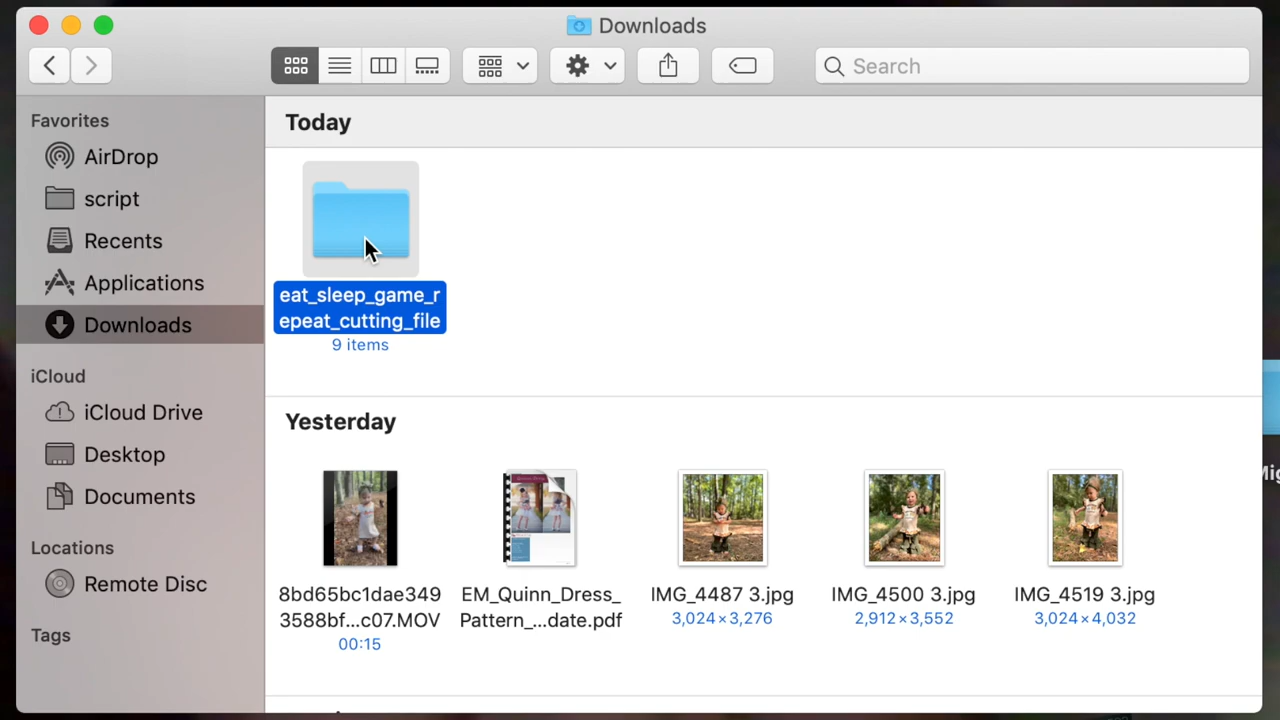 Downloads
Search
Favorites
AirDrop
script
Recents
Applications
Downloads
iCloud
iCloud Drive
Desktop
Documents
Locations
Remote Disc
Tags
Today
eat_sleep_game_r
epeat_cutting_file
9 items
Yesterday
8bd65bc1dae349
3588bf...c07.MOV
00:15
EM_Quinn_Dress_
Pattern_...date.pdf
IMG_4487 3.jpg
3,024×3,276
IMG_4500 3.jpg
2,912×3,552
IMG_4519 3.jpg
3,024×4,032